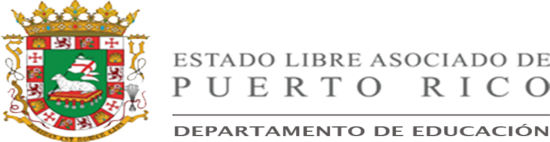 ESTADO LIBRE ASOCIADO DE
PUERTO RICO
DEPARTAMENTO DE EDUCACIÓN